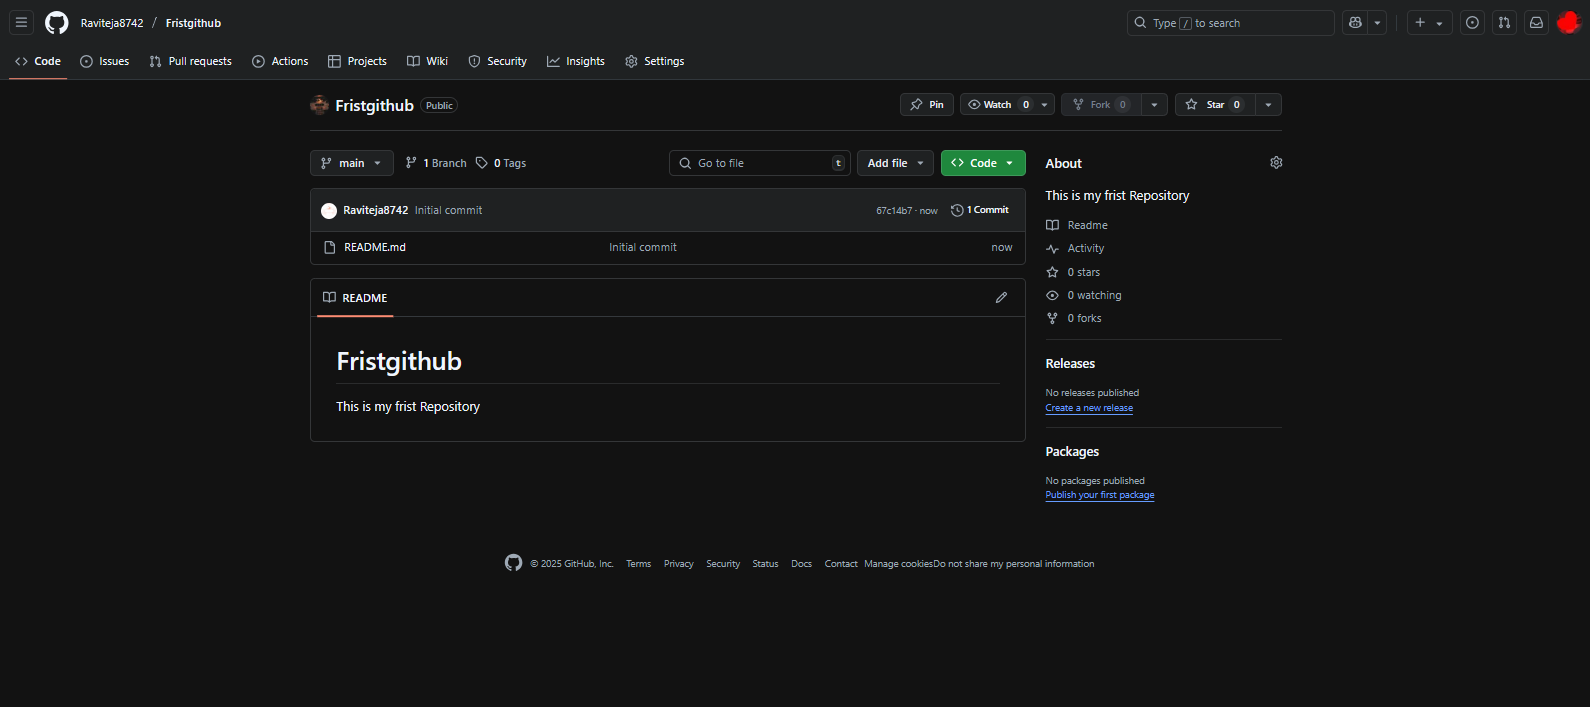 Raviteja8742 / Fristgithub
Type / to search
Code Issues Pull requests Actions Projects Wiki Security Insights Settings
Fristgithub Public
Pin Watch 0 Fork 0 Star 0
main 1 Branch 0 Tags
Go to file t Add file Code
Raviteja8742 Initial commit 67c14b7 · now 1 Commit
README.md Initial commit now
README
Fristgithub
This is my frist Repository
About
This is my frist Repository
Readme
Activity
0 stars
0 watching
0 forks
Releases
No releases published
Create a new release
Packages
No packages published
Publish your first package
© 2025 GitHub, Inc. Terms Privacy Security Status Docs Contact Manage cookies Do not share my personal information